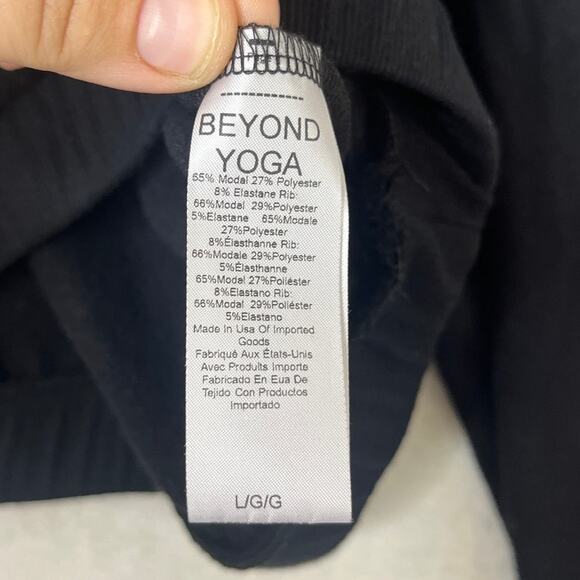 BEYOND
YOGA
65% Modal 27% Polyester
8% Elastane Rib:
66%Modal 29%Polyester
5%Elastane 65%Modale
27%Polyester
8%Élasthanne Rib:
66%Modale 29%Polyester
5%Élasthanne
65%Modal 27%Poliéster
8%Elastano Rib:
66%Modal 29%Poliéster
5%Elastano
Made In Usa Of Imported
Goods
Fabriqué Aux États-Unis
Avec Produits Importe
Fabricado En Eua De
Tejido Con Productos
Importado
L/G/G